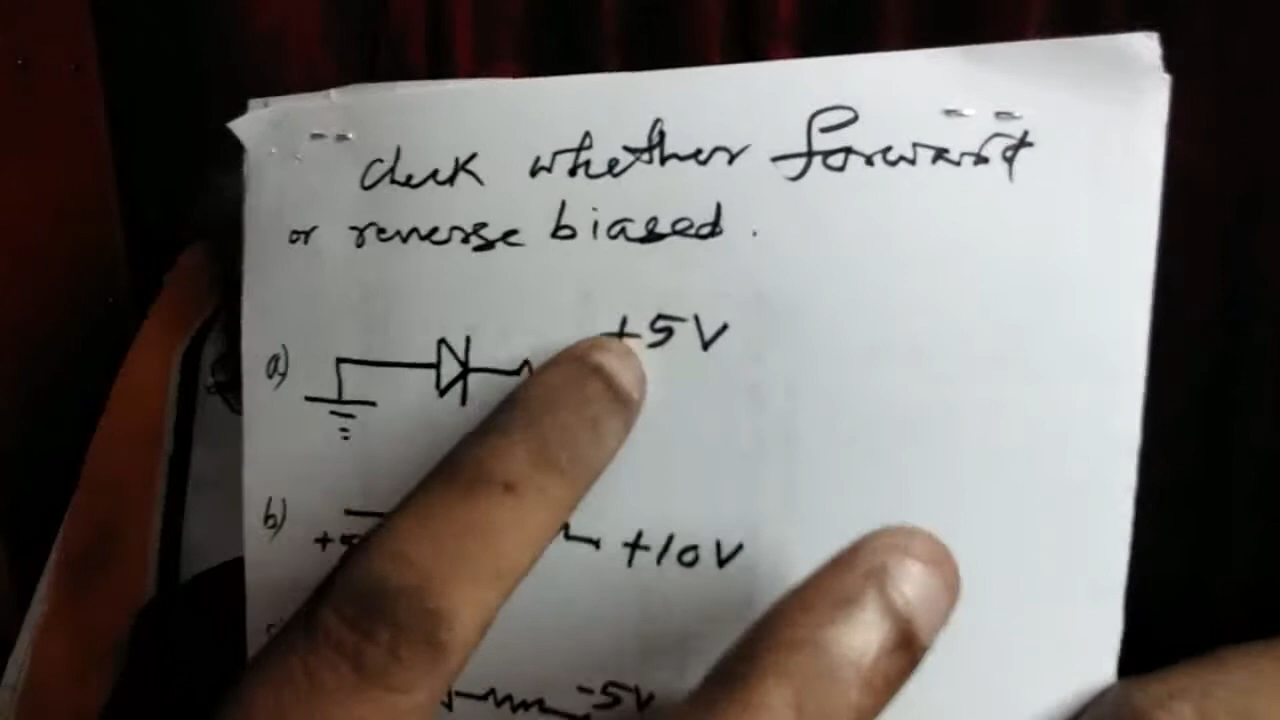 check whether forward
or reverse biased.
a) +5V
b) +10V
-5V